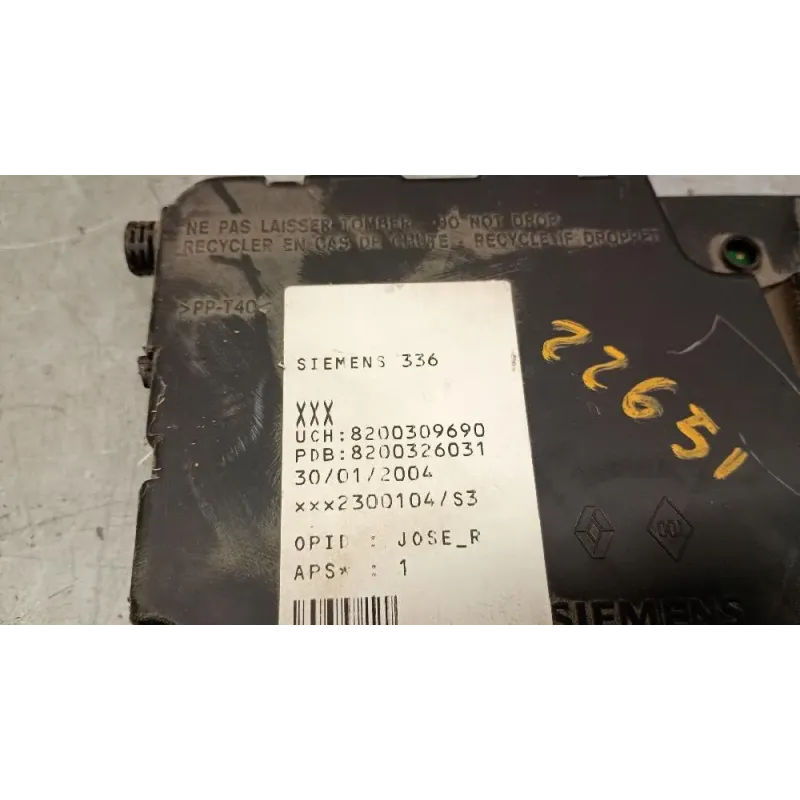 NE PAS LAISSER TOMBER - DO NOT DROP
RECYCLER EN CAS DE CHUTE - RECYCLE IF DROPPET
>PP-T40<
SIEMENS 336
XXX
UCH:8200309690
PDB:8200326031
30/01/2004
xxx2300104/S3
OPID : JOSE_R
APS* : 1
22651
SIEMENS